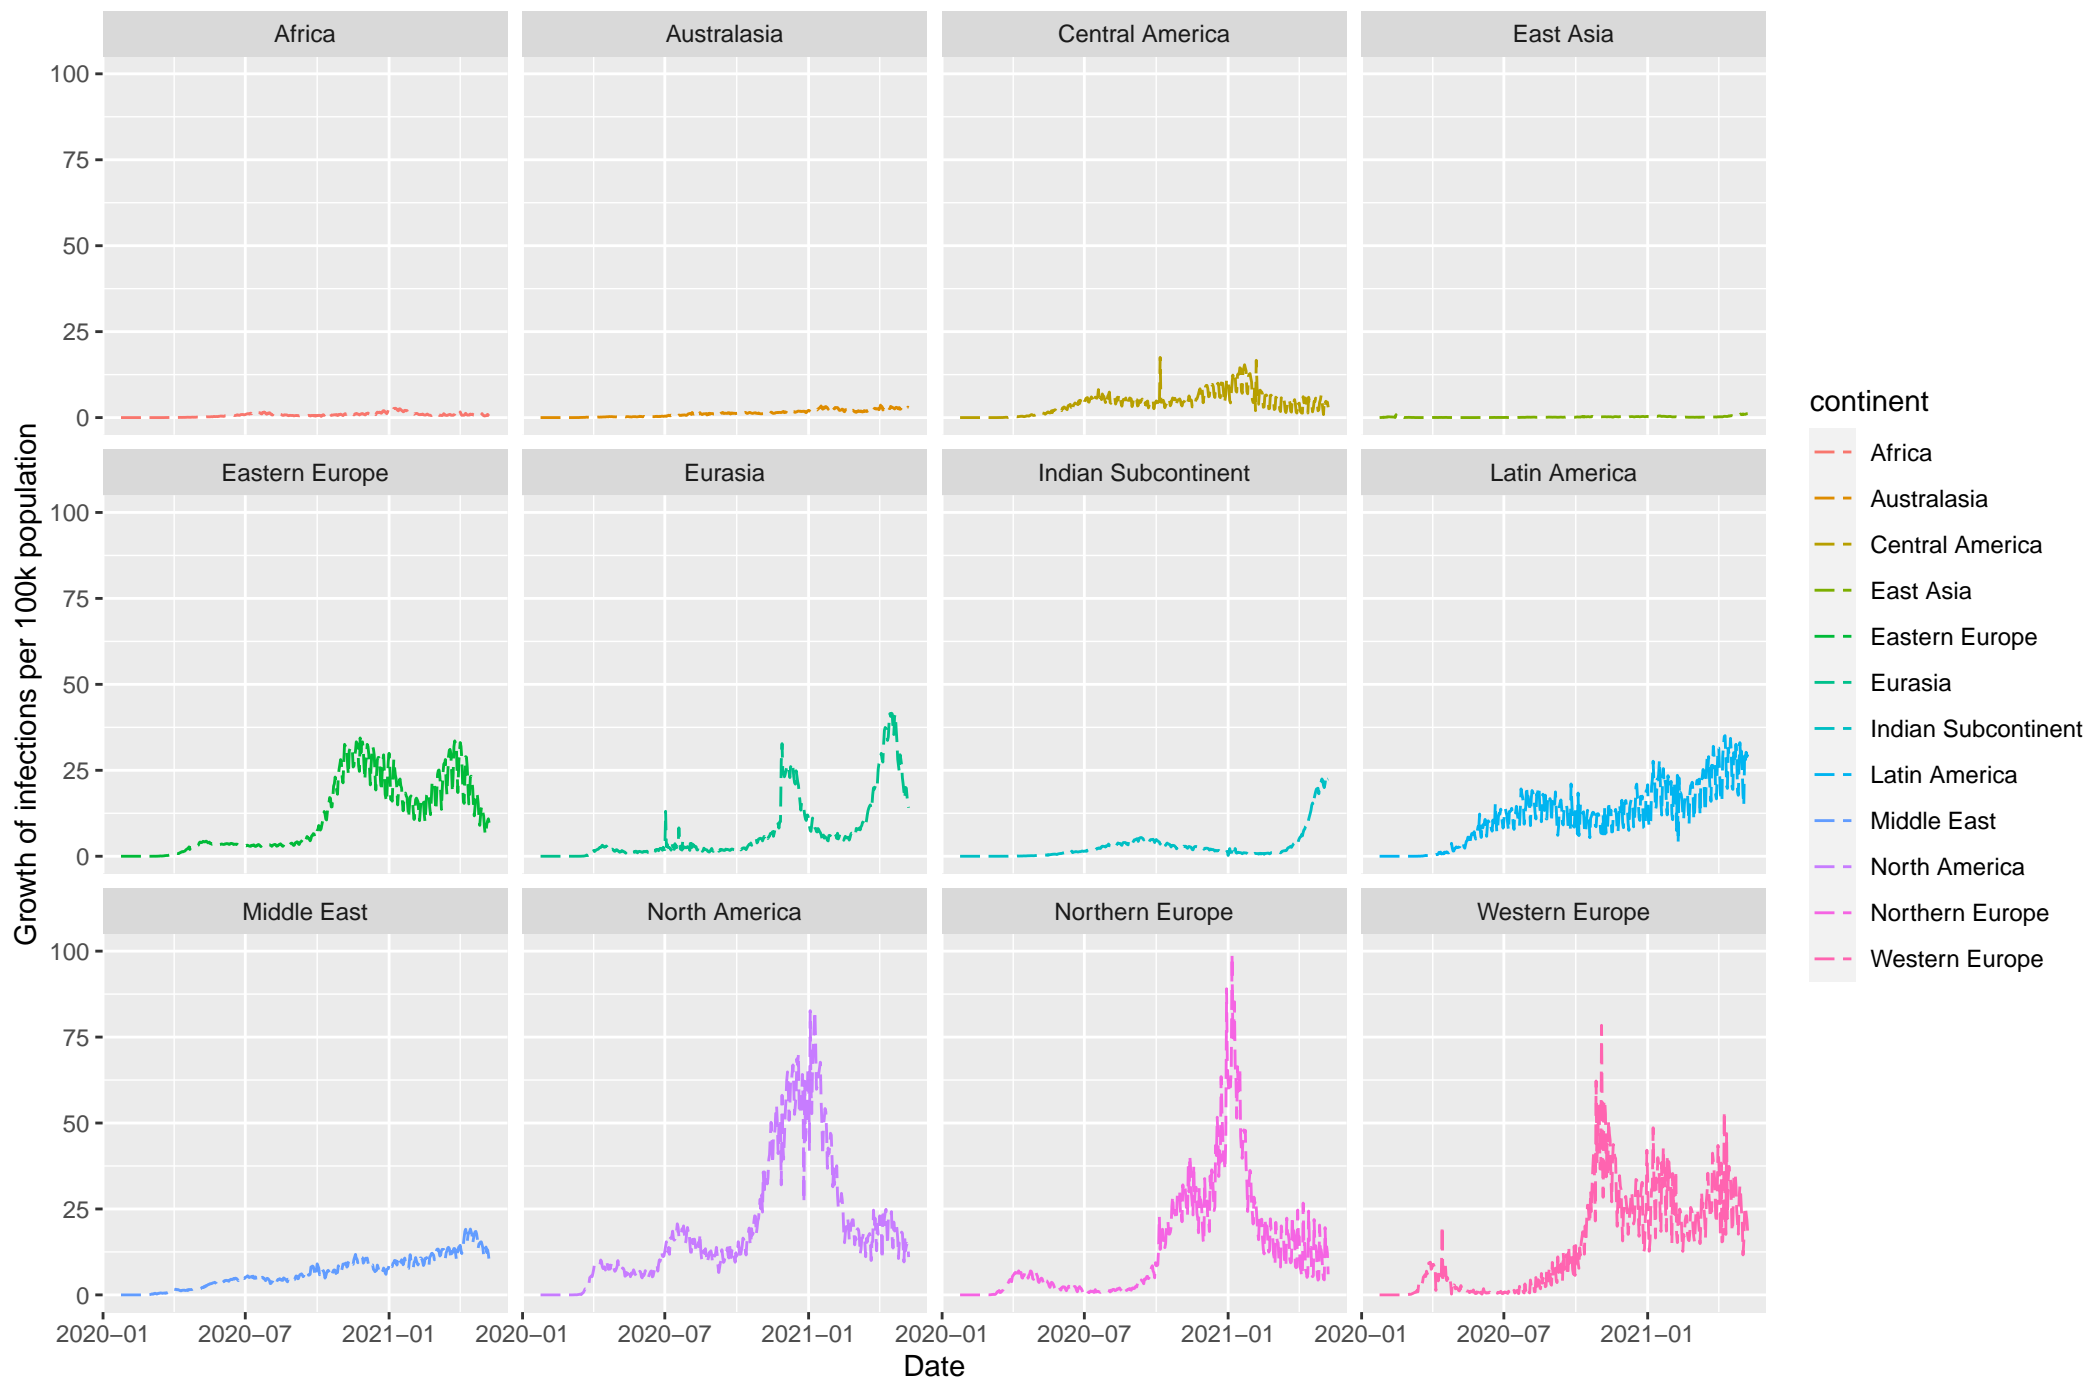 Africa
Australasia
Central America
East Asia
100
75
50
25
0
Eastern Europe
Eurasia
Indian Subcontinent
Latin America
100
75
50
25
0
Middle East
North America
Northern Europe
Western Europe
100
75
50
25
0
2020–01
2020–07
2021–01
2020–01
2020–07
2021–01
2020–01
2020–07
2021–01
2020–01
2020–07
2021–01
Date
Growth of infections per 100k population
continent
Africa
Australasia
Central America
East Asia
Eastern Europe
Eurasia
Indian Subcontinent
Latin America
Middle East
North America
Northern Europe
Western Europe